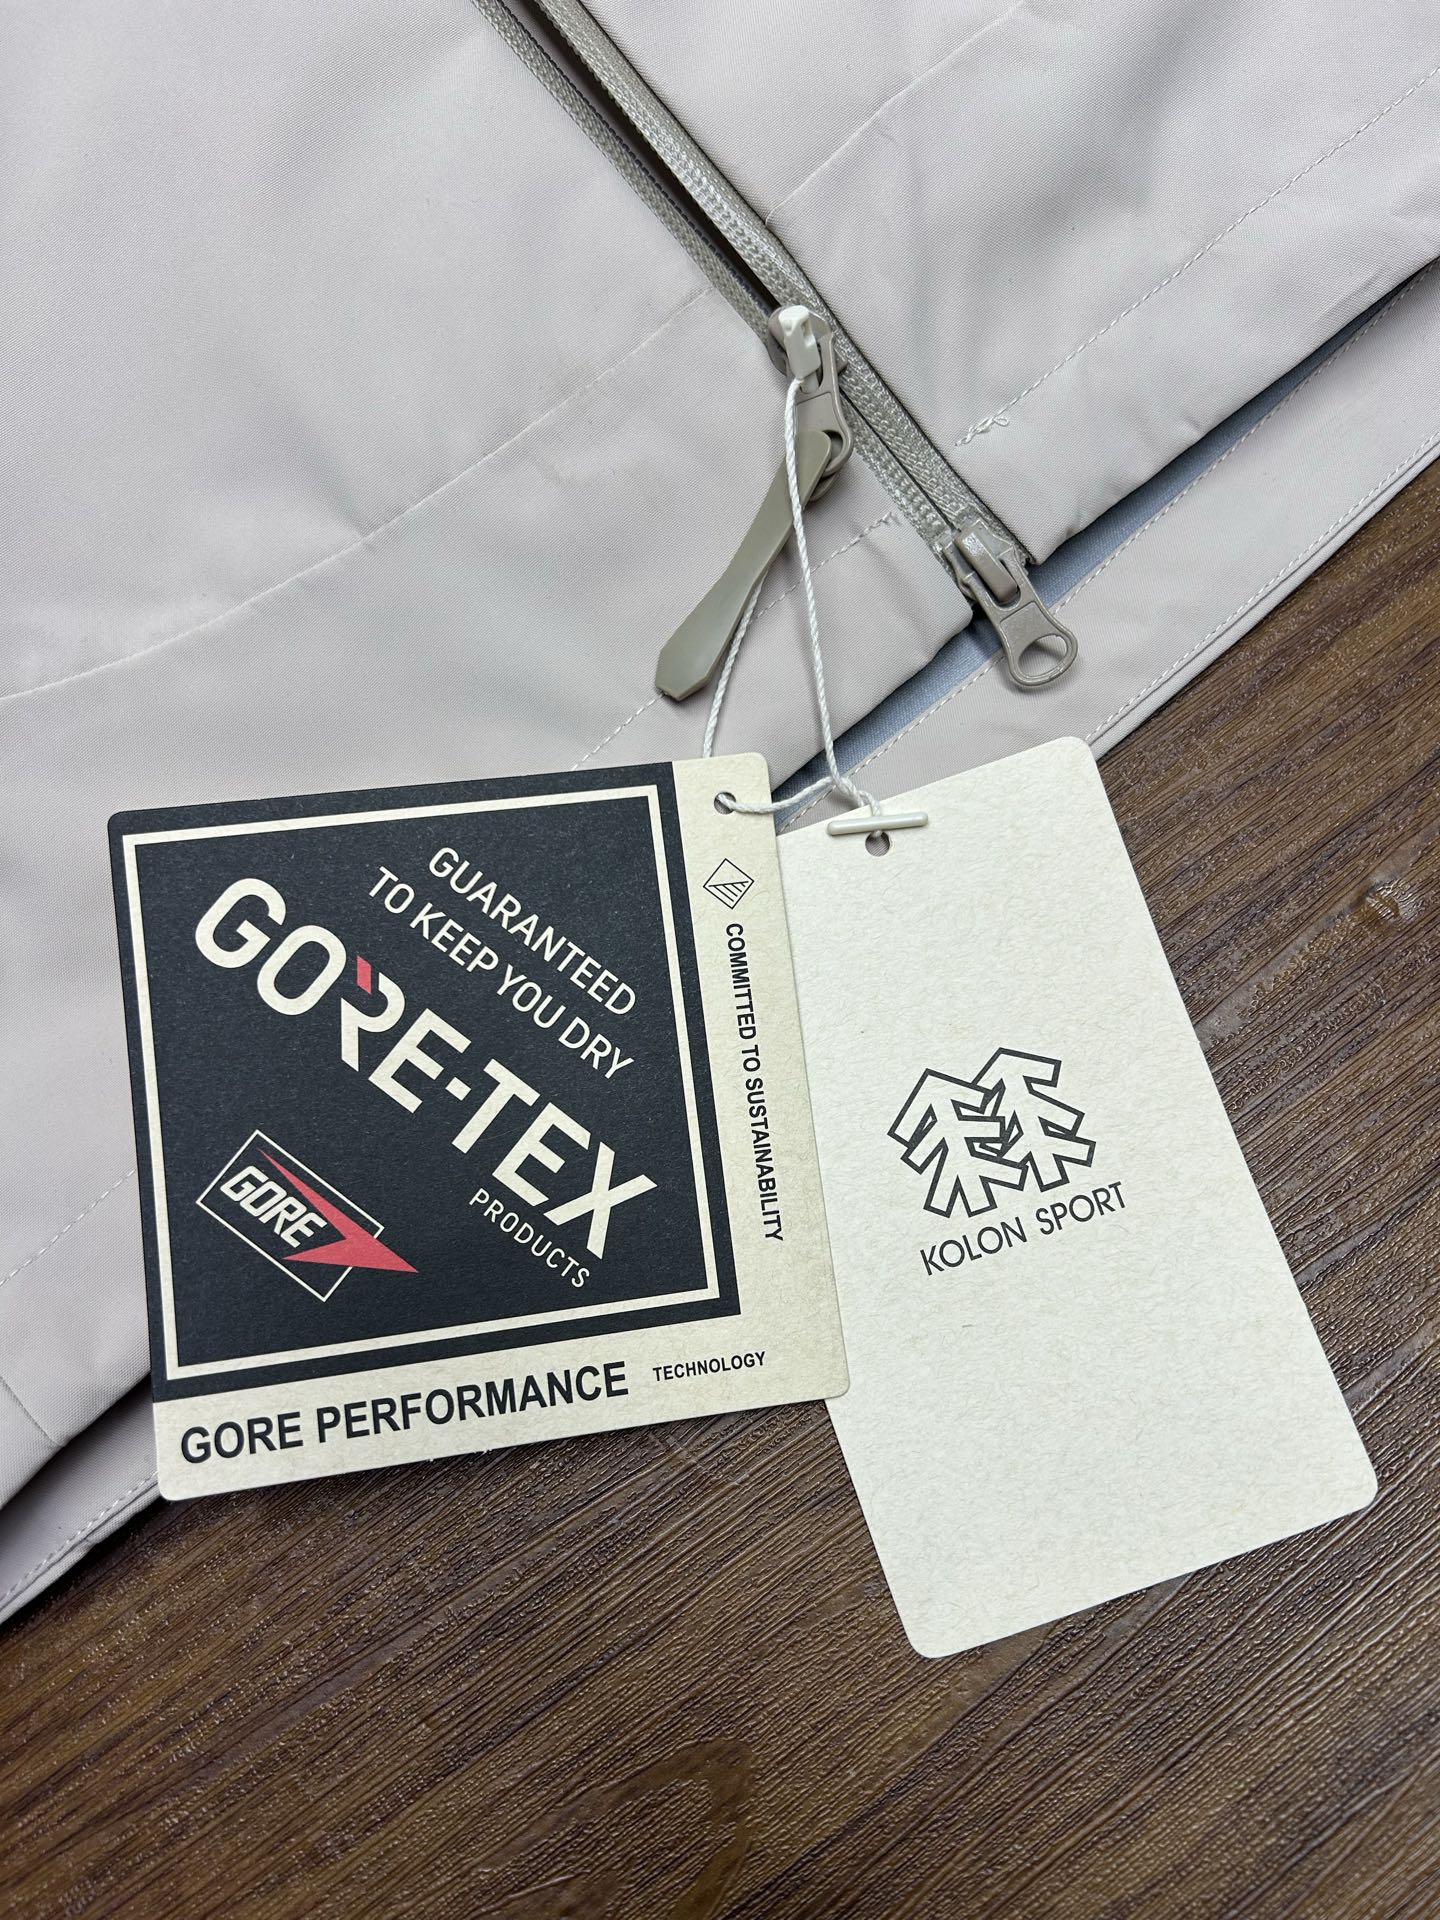 GUARANTEED
TO KEEP YOU DRY
GORE-TEX
PRODUCTS
GORE
COMMITTED TO SUSTAINABILITY
GORE PERFORMANCE TECHNOLOGY
KOLON SPORT